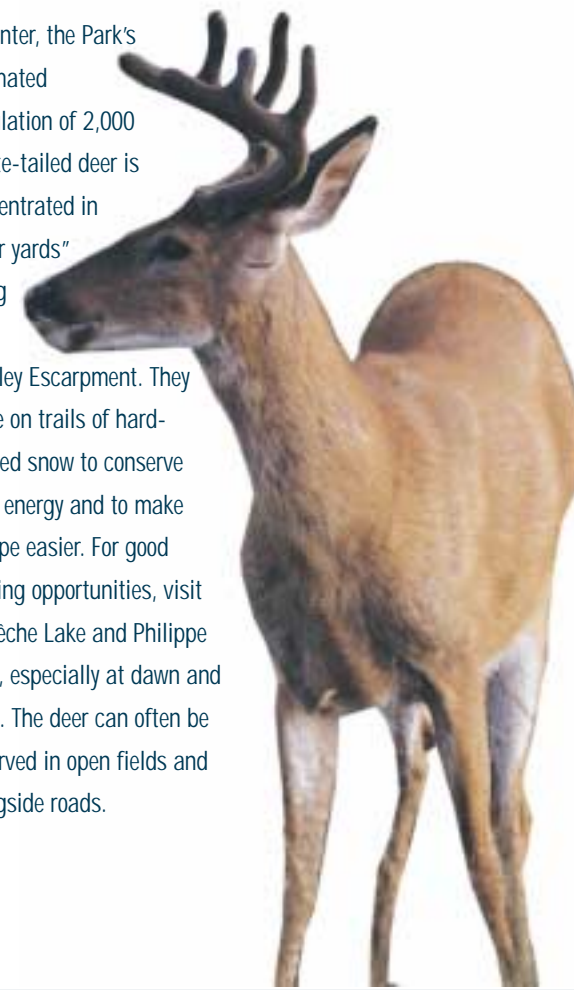 nter, the Park's
nated
lation of 2,000
e-tailed deer is
entrated in
r yards"
g
ley Escarpment. They
e on trails of hard-
ed snow to conserve
energy and to make
pe easier. For good
ing opportunities, visit
êche Lake and Philippe
, especially at dawn and
. The deer can often be
rved in open fields and
gside roads.